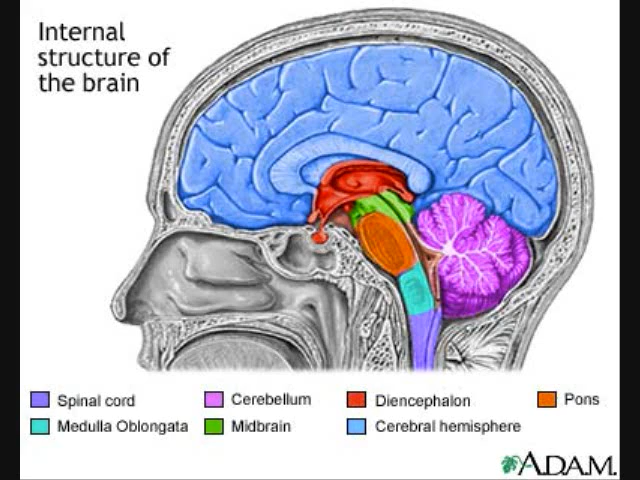 Internal
structure of
the brain
Spinal cord
Cerebellum
Diencephalon
Pons
Medulla Oblongata
Midbrain
Cerebral hemisphere
A.D.A.M.